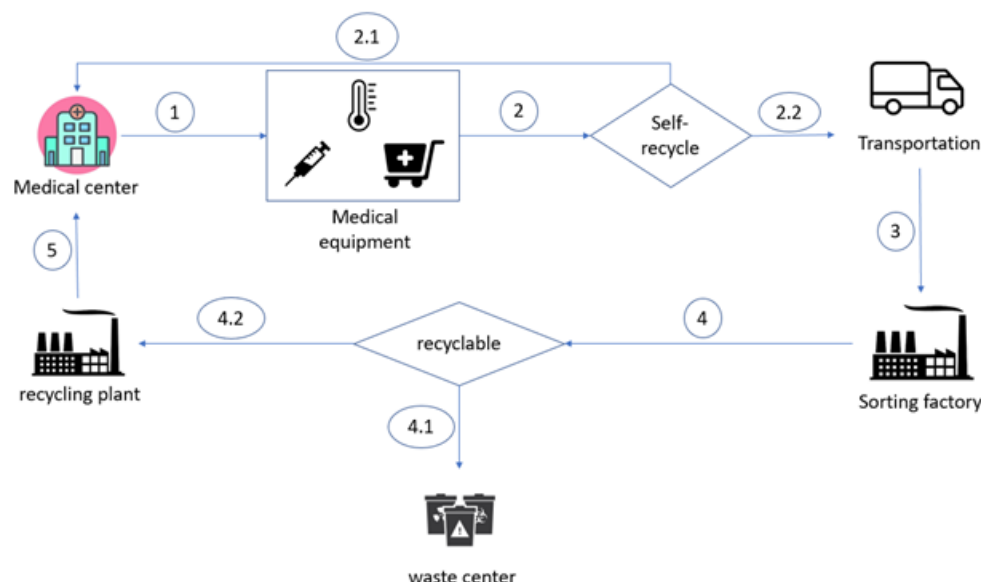 2.1
1
2
Self-
recycle
2.2
Transportation
Medical center
Medical
equipment
3
5
4.2
recyclable
4
recycling plant
Sorting factory
4.1
waste center